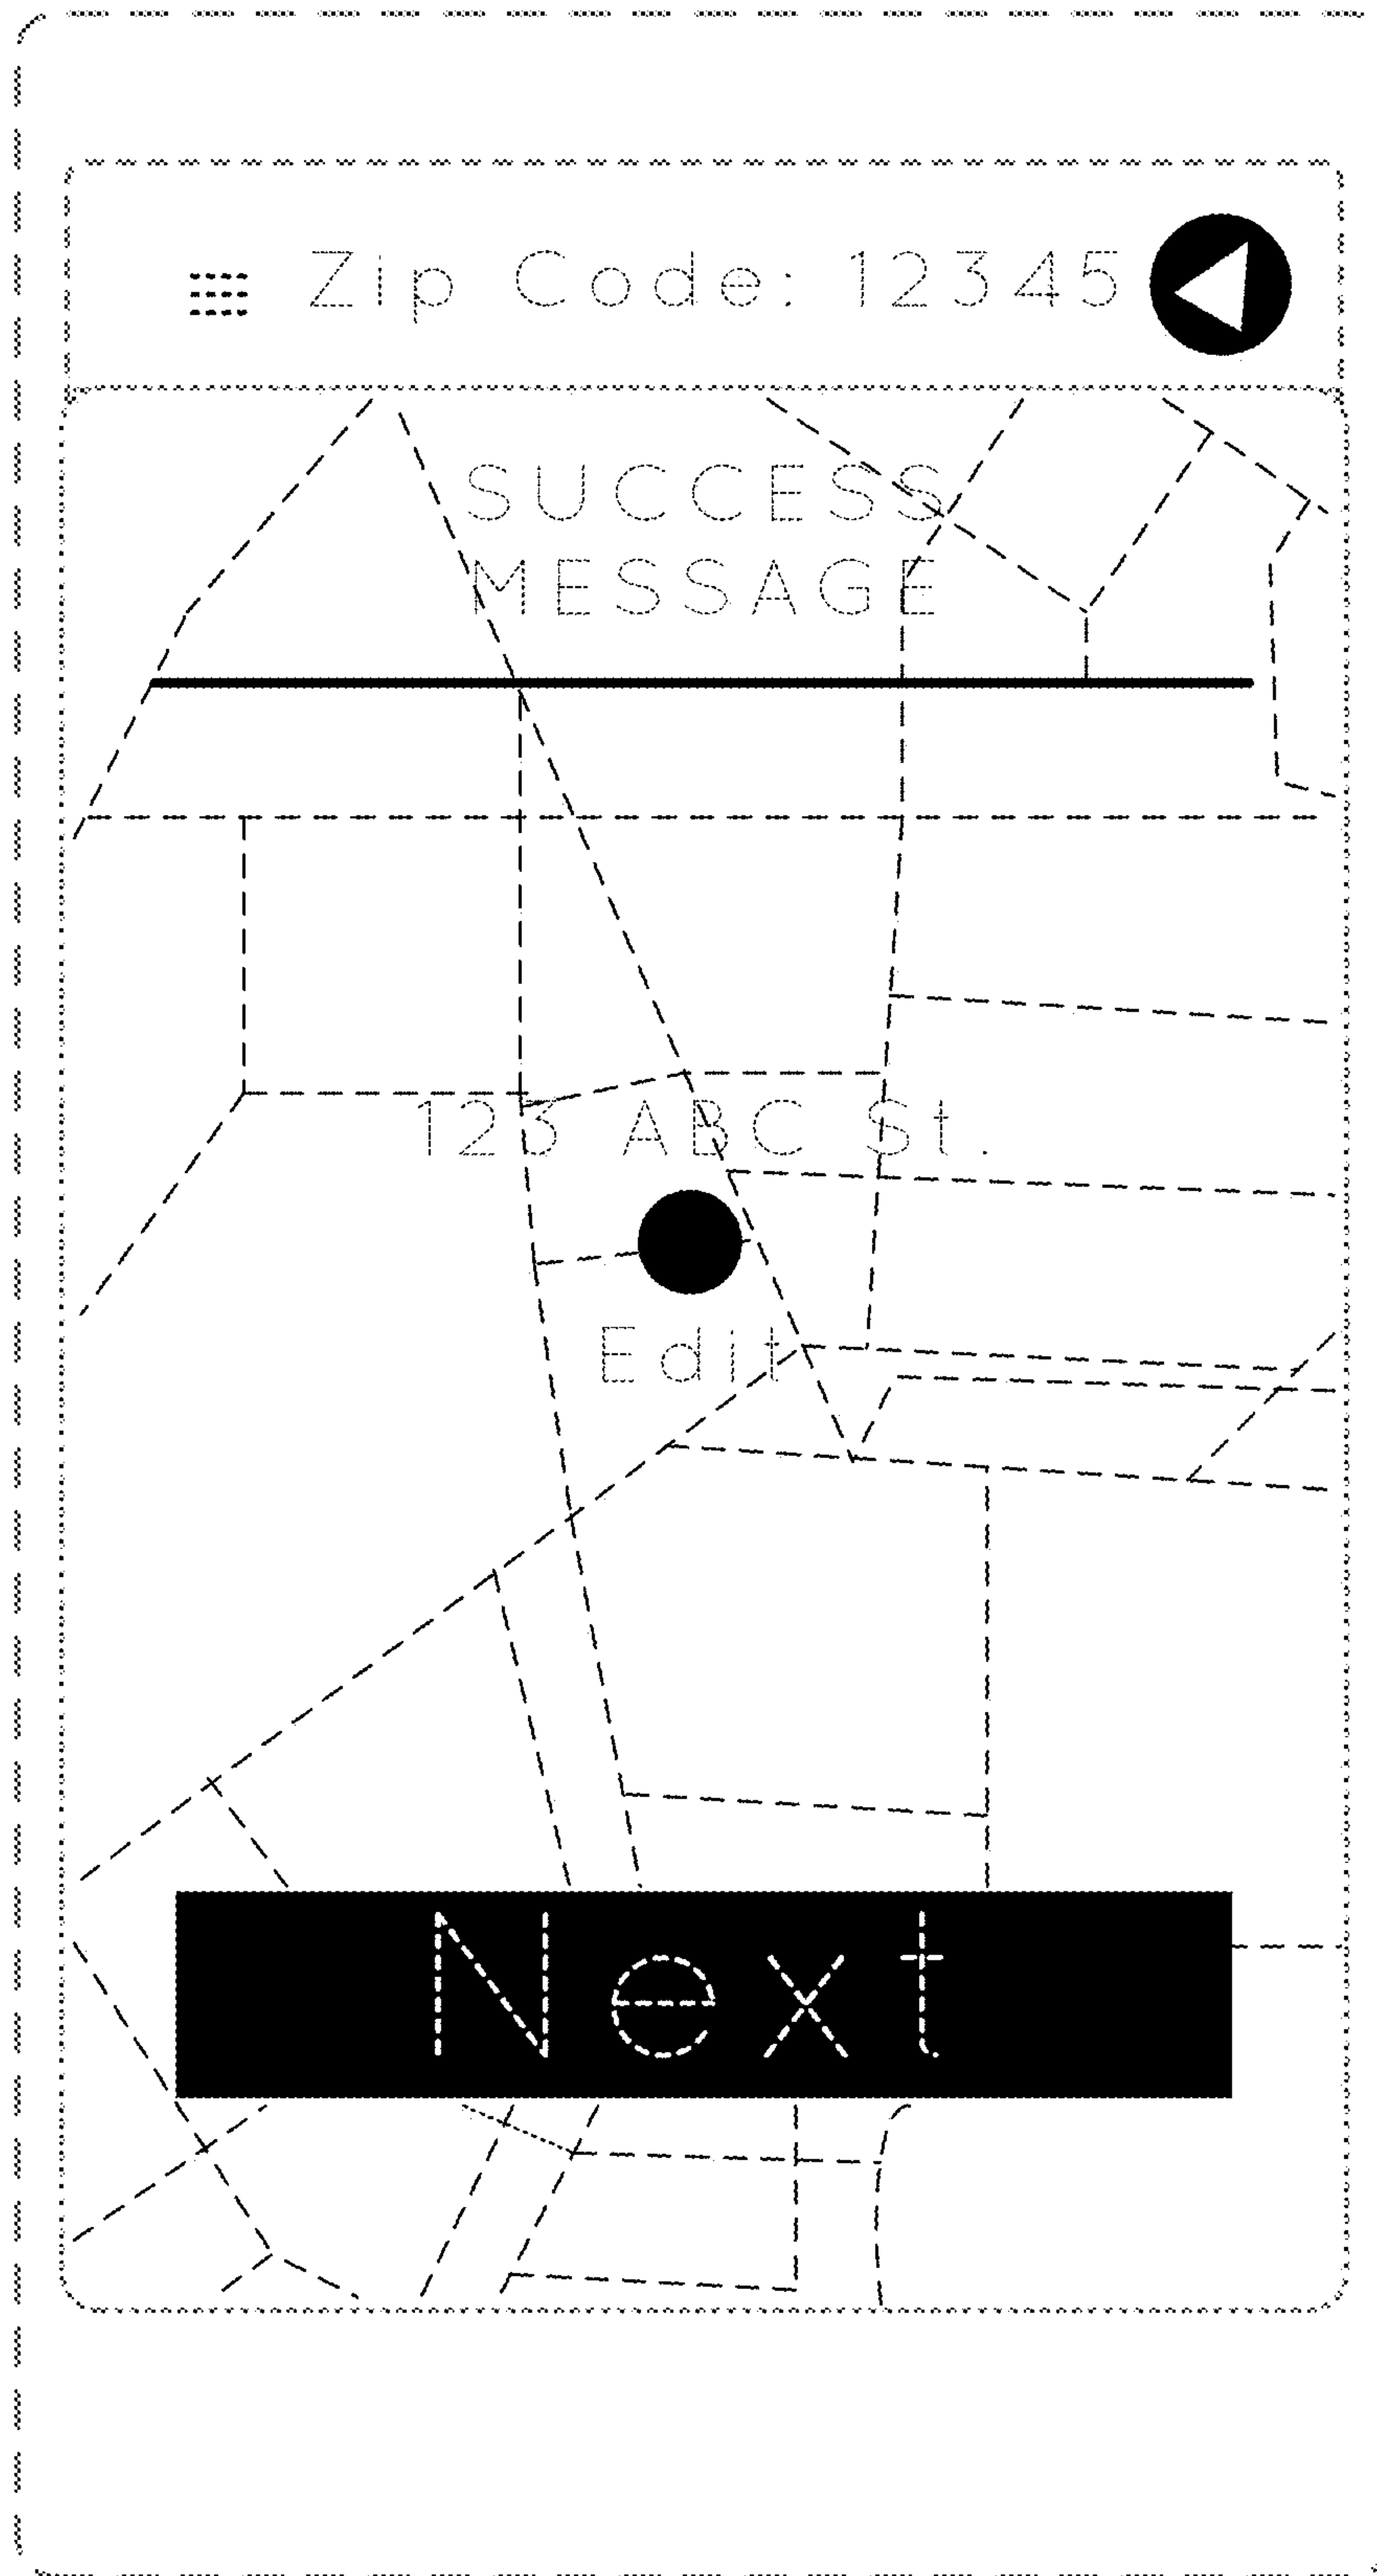 Zip Code: 12345
SUCCESS
MESSAGE
123 ABC St.
Edit
Next